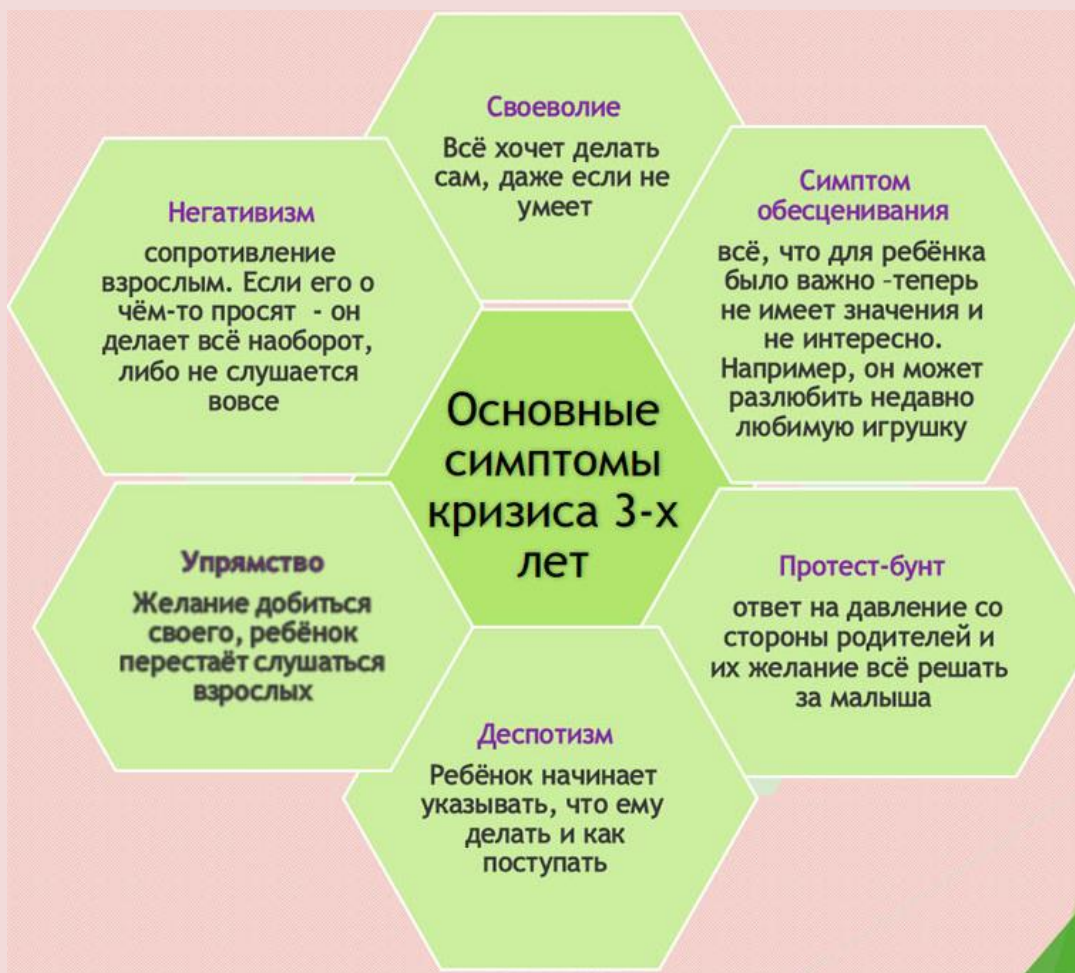 Своеволие
Всё хочет делать
сам, даже если не
умеет
Симптом
обесценивания
всё, что для ребёнка
было важно –теперь
не имеет значения и
не интересно.
Например, он может
разлюбить недавно
любимую игрушку
Негативизм
сопротивление
взрослым. Если его о
чём-то просят - он
делает всё наоборот,
либо не слушается
вовсе
Основные
симптомы
кризиса 3-х
лет
Упрямство
Желание добиться
своего, ребёнок
перестаёт слушаться
взрослых
Протест-бунт
ответ на давление со
стороны родителей и
их желание всё решать
за малыша
Деспотизм
Ребёнок начинает
указывать, что ему
делать и как
поступать